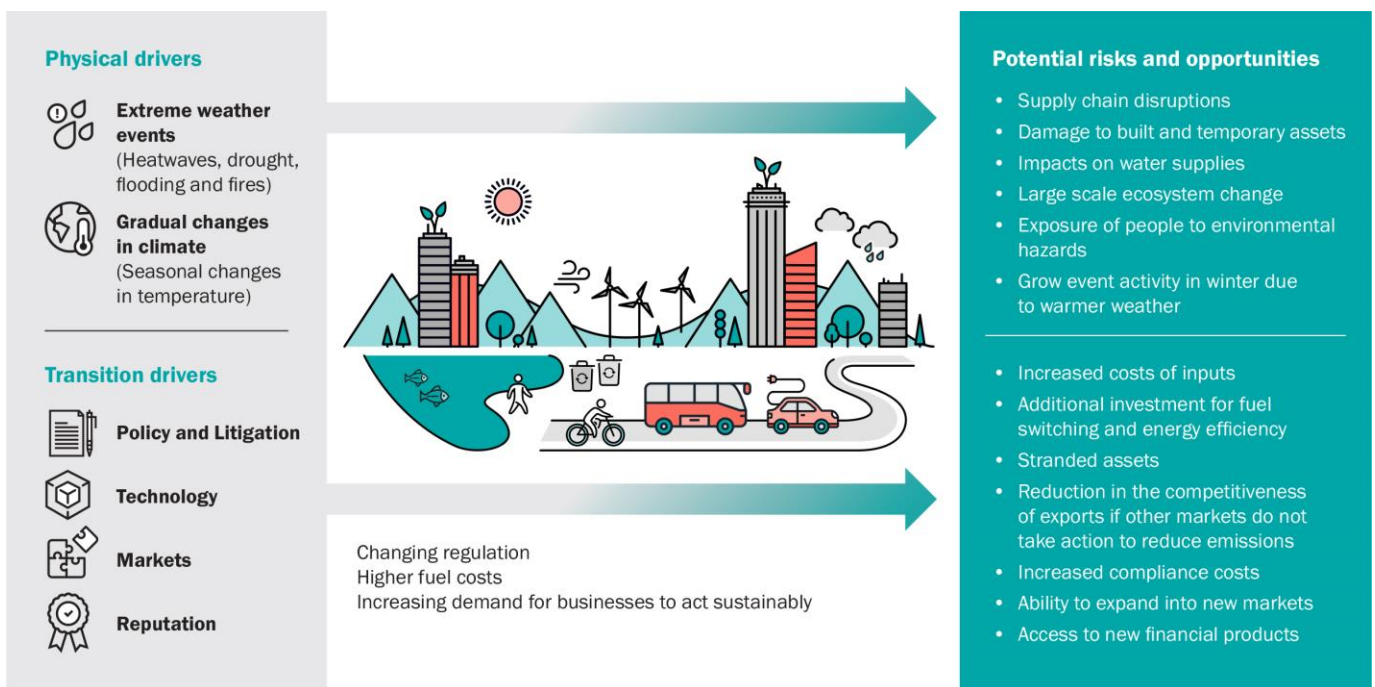 Physical drivers
Extreme weather
events
(Heatwaves, drought,
flooding and fires)
Gradual changes
in climate
(Seasonal changes
in temperature)
Transition drivers
Policy and Litigation
Technology
Markets
Reputation
Changing regulation
Higher fuel costs
Increasing demand for businesses to act sustainably
Potential risks and opportunities
• Supply chain disruptions
• Damage to built and temporary assets
• Impacts on water supplies
• Large scale ecosystem change
• Exposure of people to environmental
hazards
• Grow event activity in winter due
to warmer weather
• Increased costs of inputs
• Additional investment for fuel
switching and energy efficiency
• Stranded assets
• Reduction in the competitiveness
of exports if other markets do not
take action to reduce emissions
• Increased compliance costs
• Ability to expand into new markets
• Access to new financial products